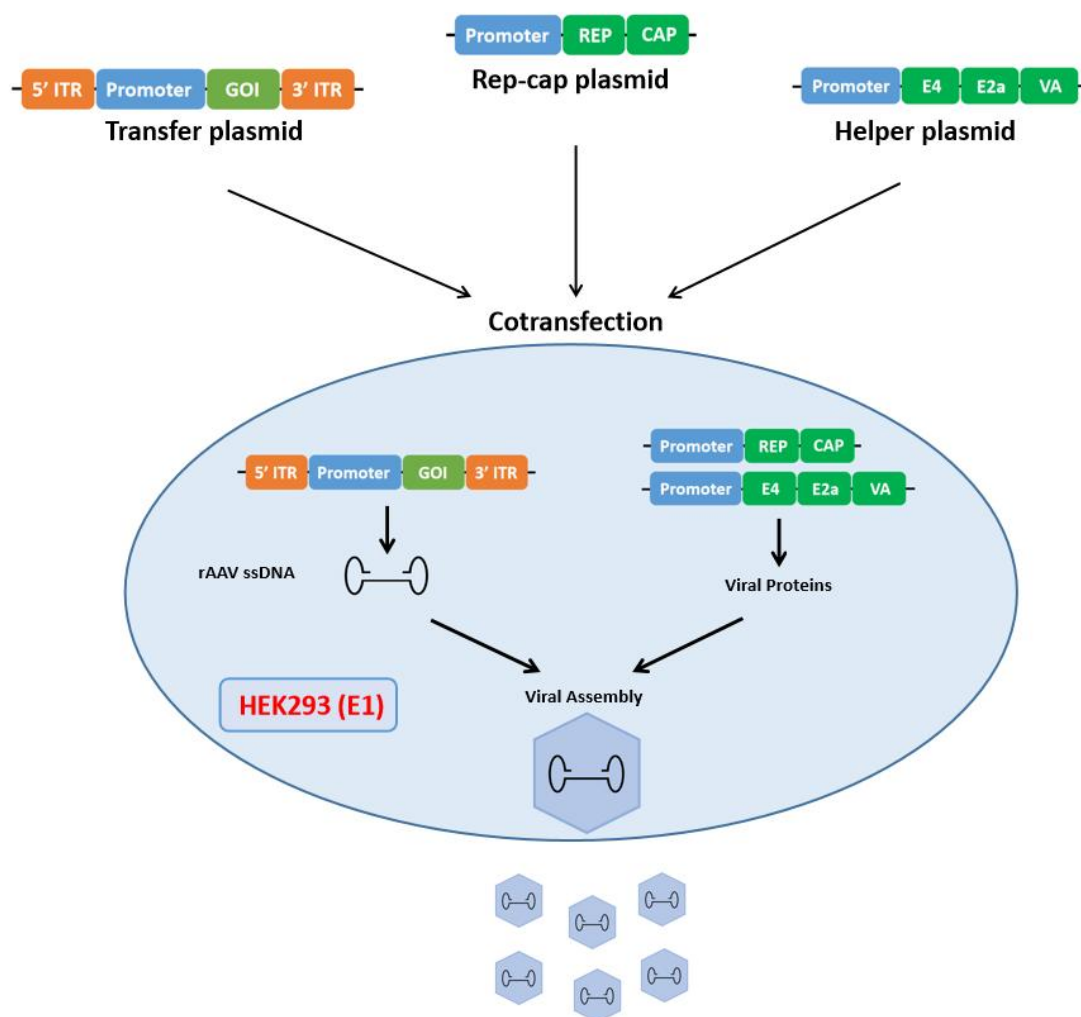 Promoter REP CAP
Rep-cap plasmid
5' ITR Promoter GOI 3' ITR
Transfer plasmid
Promoter E4 E2a VA
Helper plasmid
Cotransfection
5' ITR Promoter GOI 3' ITR
Promoter REP CAP
Promoter E4 E2a VA
rAAV ssDNA
Viral Proteins
HEK293 (E1)
Viral Assembly